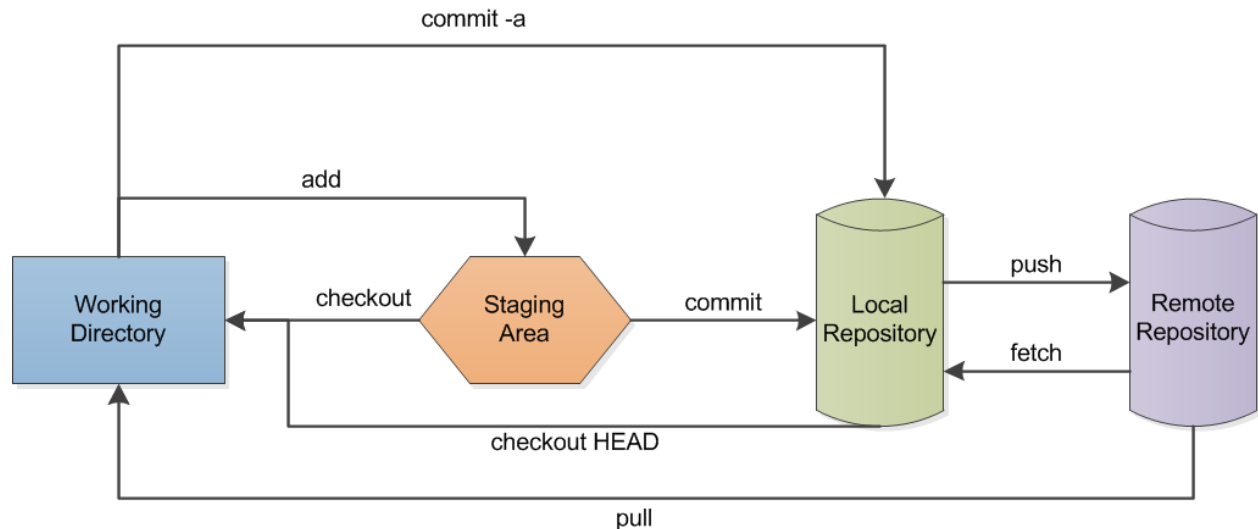 commit -a
add
Working
Directory
checkout
Staging
Area
commit
Local
Repository
push
fetch
Remote
Repository
checkout HEAD
pull